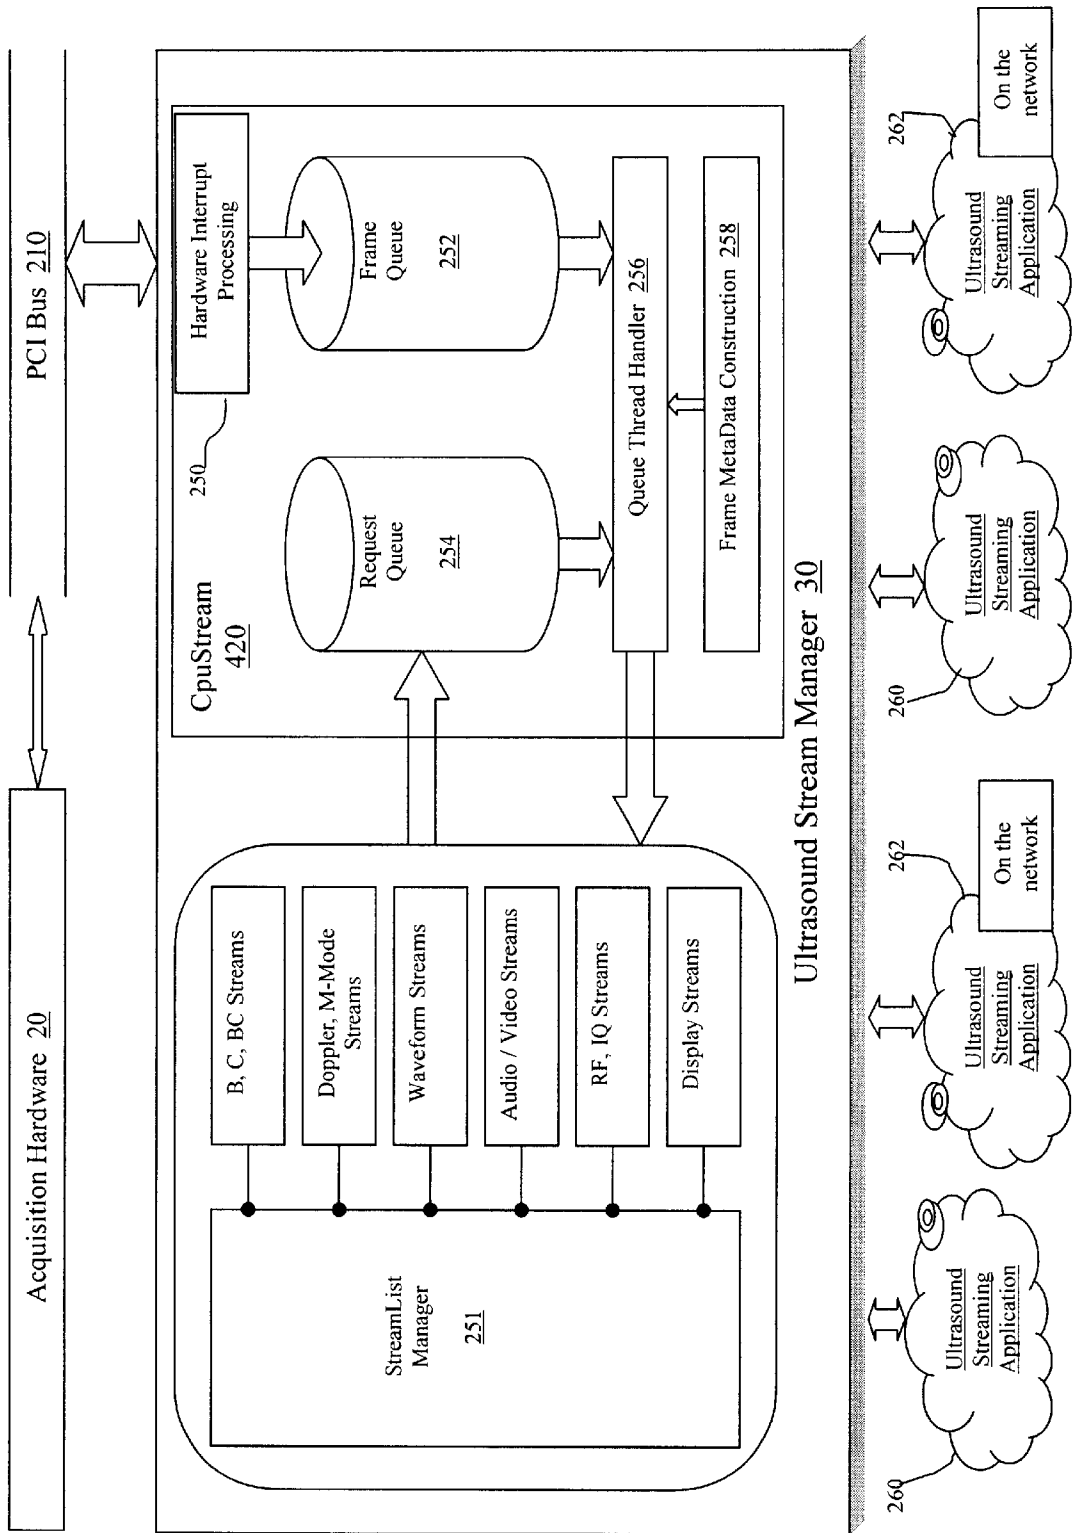 Acquisition Hardware 20
PCI Bus 210
StreamList
Manager
251
B, C, BC Streams
Doppler, M-Mode
Streams
Waveform Streams
Audio / Video Streams
RF, IQ Streams
Display Streams
CpuStream
420
250
Hardware Interrupt
Processing
Request
Queue
254
Frame
Queue
252
Queue Thread Handler 256
Frame MetaData Construction 258
Ultrasound Stream Manager 30
260
Ultrasound
Streaming
Application
262
Ultrasound
Streaming
Application
On the
network
260
Ultrasound
Streaming
Application
262
Ultrasound
Streaming
Application
On the
network